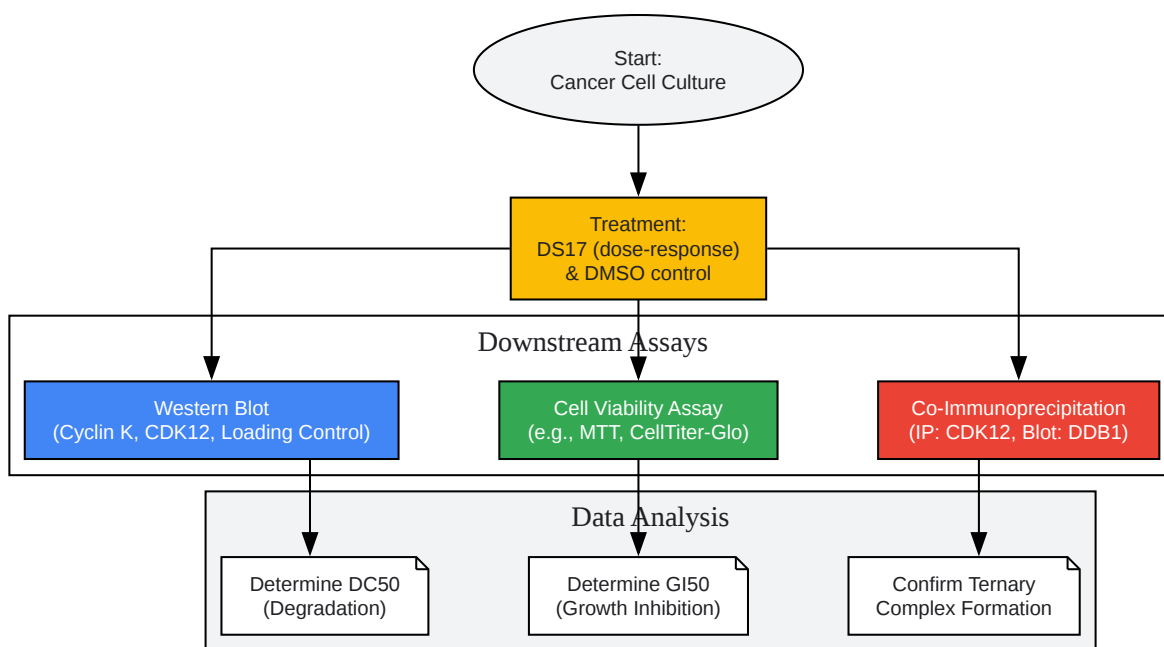 Start:
Cancer Cell Culture
Treatment:
DS17 (dose-response)
& DMSO control
Downstream Assays
Western Blot
(Cyclin K, CDK12, Loading Control)
Cell Viability Assay
(e.g., MTT, CellTiter-Glo)
Co-Immunoprecipitation
(IP: CDK12, Blot: DDB1)
Data Analysis
Determine DC50
(Degradation)
Determine GI50
(Growth Inhibition)
Confirm Ternary
Complex Formation